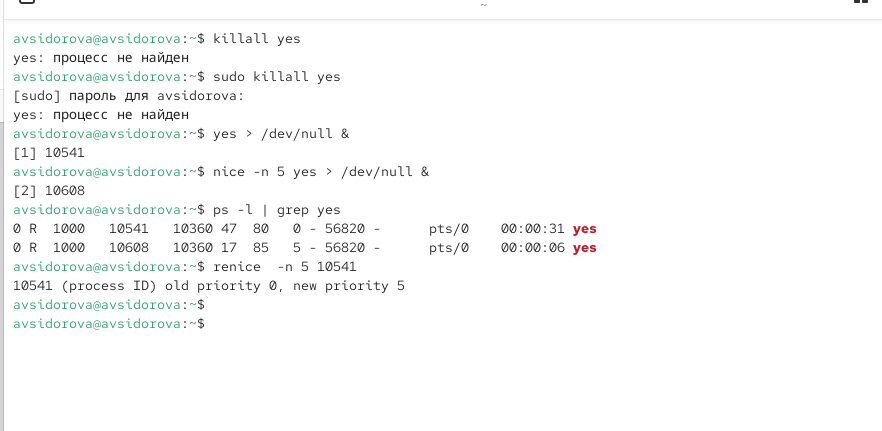 ~
avsidorova@avsidorova:~$ killall yes
yes: процесс не найден
avsidorova@avsidorova:~$ sudo killall yes
[sudo] пароль для avsidorova:
yes: процесс не найден
avsidorova@avsidorova:~$ yes > /dev/null &
[1] 10541
avsidorova@avsidorova:~$ nice -n 5 yes > /dev/null &
[2] 10608
avsidorova@avsidorova:~$ ps -l | grep yes
0 R  1000   10541   10360 47  80   0 - 56820 -      pts/0    00:00:31 yes
0 R  1000   10608   10360 17  85   5 - 56820 -      pts/0    00:00:06 yes
avsidorova@avsidorova:~$ renice  -n 5 10541
10541 (process ID) old priority 0, new priority 5
avsidorova@avsidorova:~$
avsidorova@avsidorova:~$